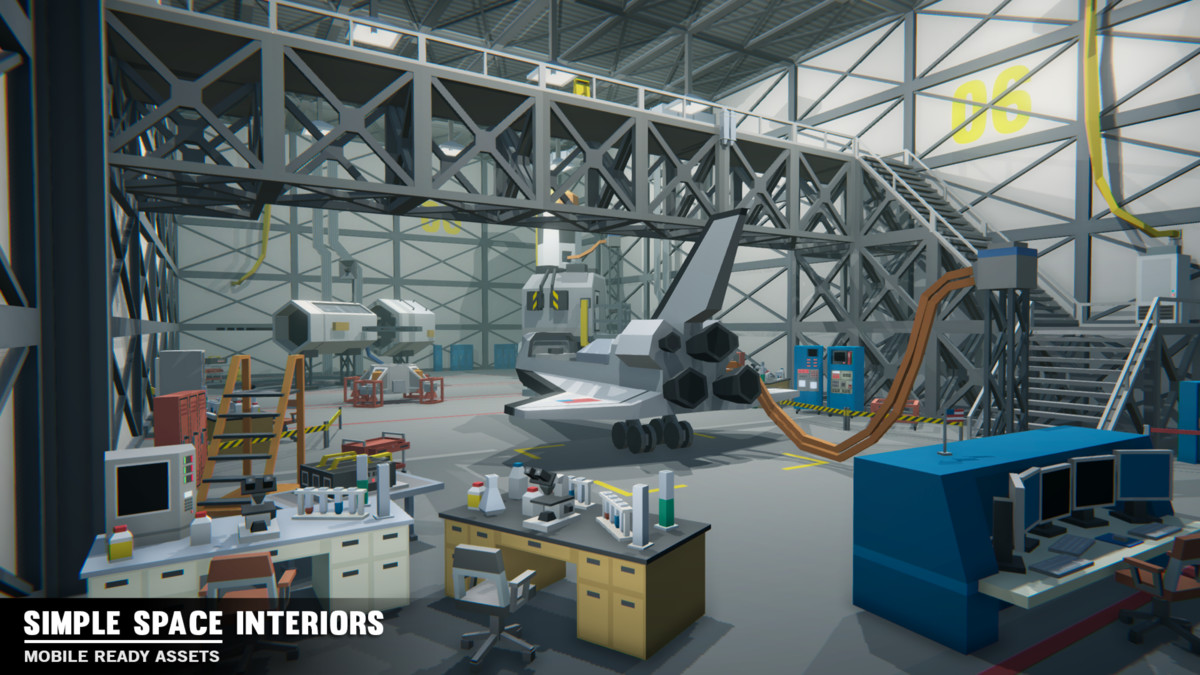 06
SIMPLE SPACE INTERIORS
MOBILE READY ASSETS